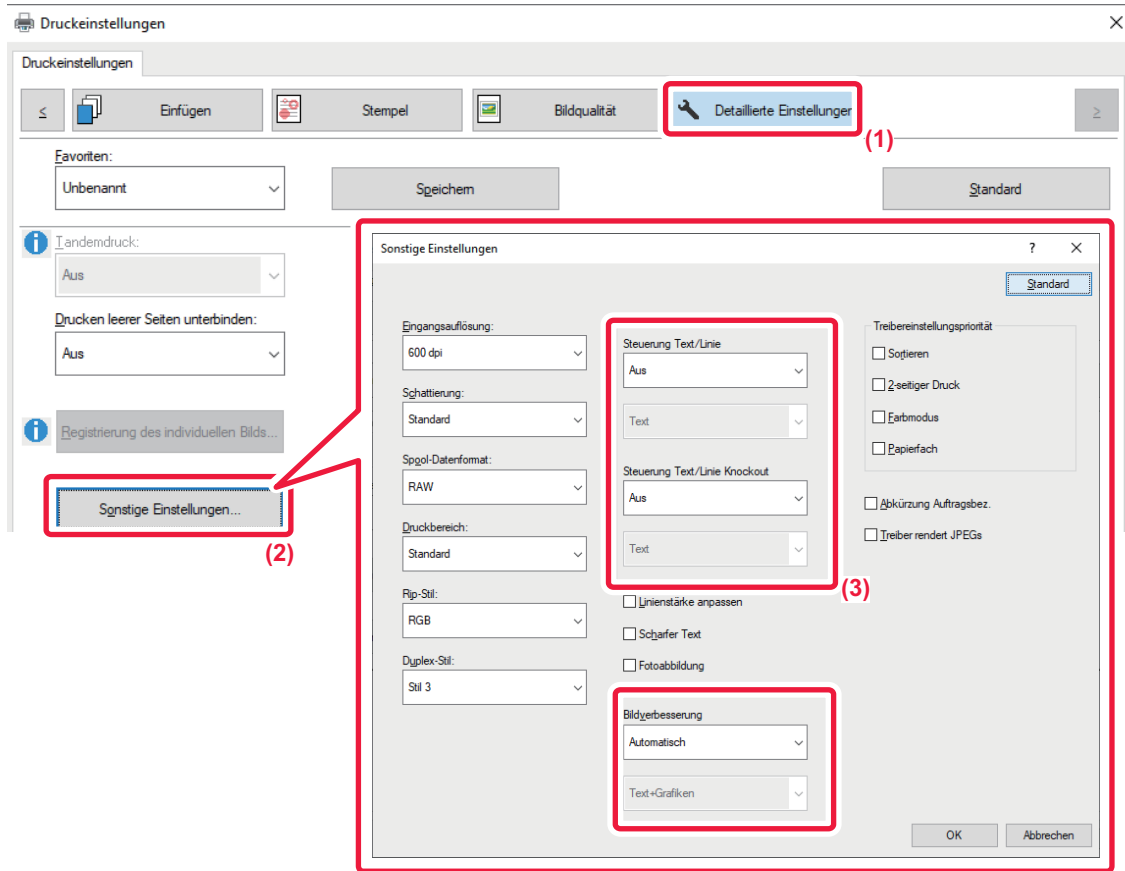 Druckeinstellungen
Druckeinstellungen
< Einfügen Stempel Bildqualität Detaillierte Einstellungen >
(1)
Favoriten:
Unbenannt Speichern Standard
Tandemdruck:
Aus
Drucken leerer Seiten unterbinden:
Aus
Registrierung des individuellen Bilds...
Sonstige Einstellungen...
(2)
Sonstige Einstellungen ?
Standard
Eingangsauflösung:
600 dpi
Schattierung:
Standard
Spool-Datenformat:
RAW
Druckbereich:
Standard
Rip-Stil:
RGB
Duplex-Stil:
Stil 3
Steuerung Text/Linie
Aus
Text
Steuerung Text/Linie Knockout
Aus
Text
(3)
Linienstärke anpassen
Scharfer Text
Fotoabbildung
Bildverbesserung
Automatisch
Text+Grafiken
Treibereinstellungspriorität
Sortieren
2-seitiger Druck
Farbmodus
Papierfach
Abkürzung Auftragsbez.
Treiber rendert JPEGs
OK Abbrechen